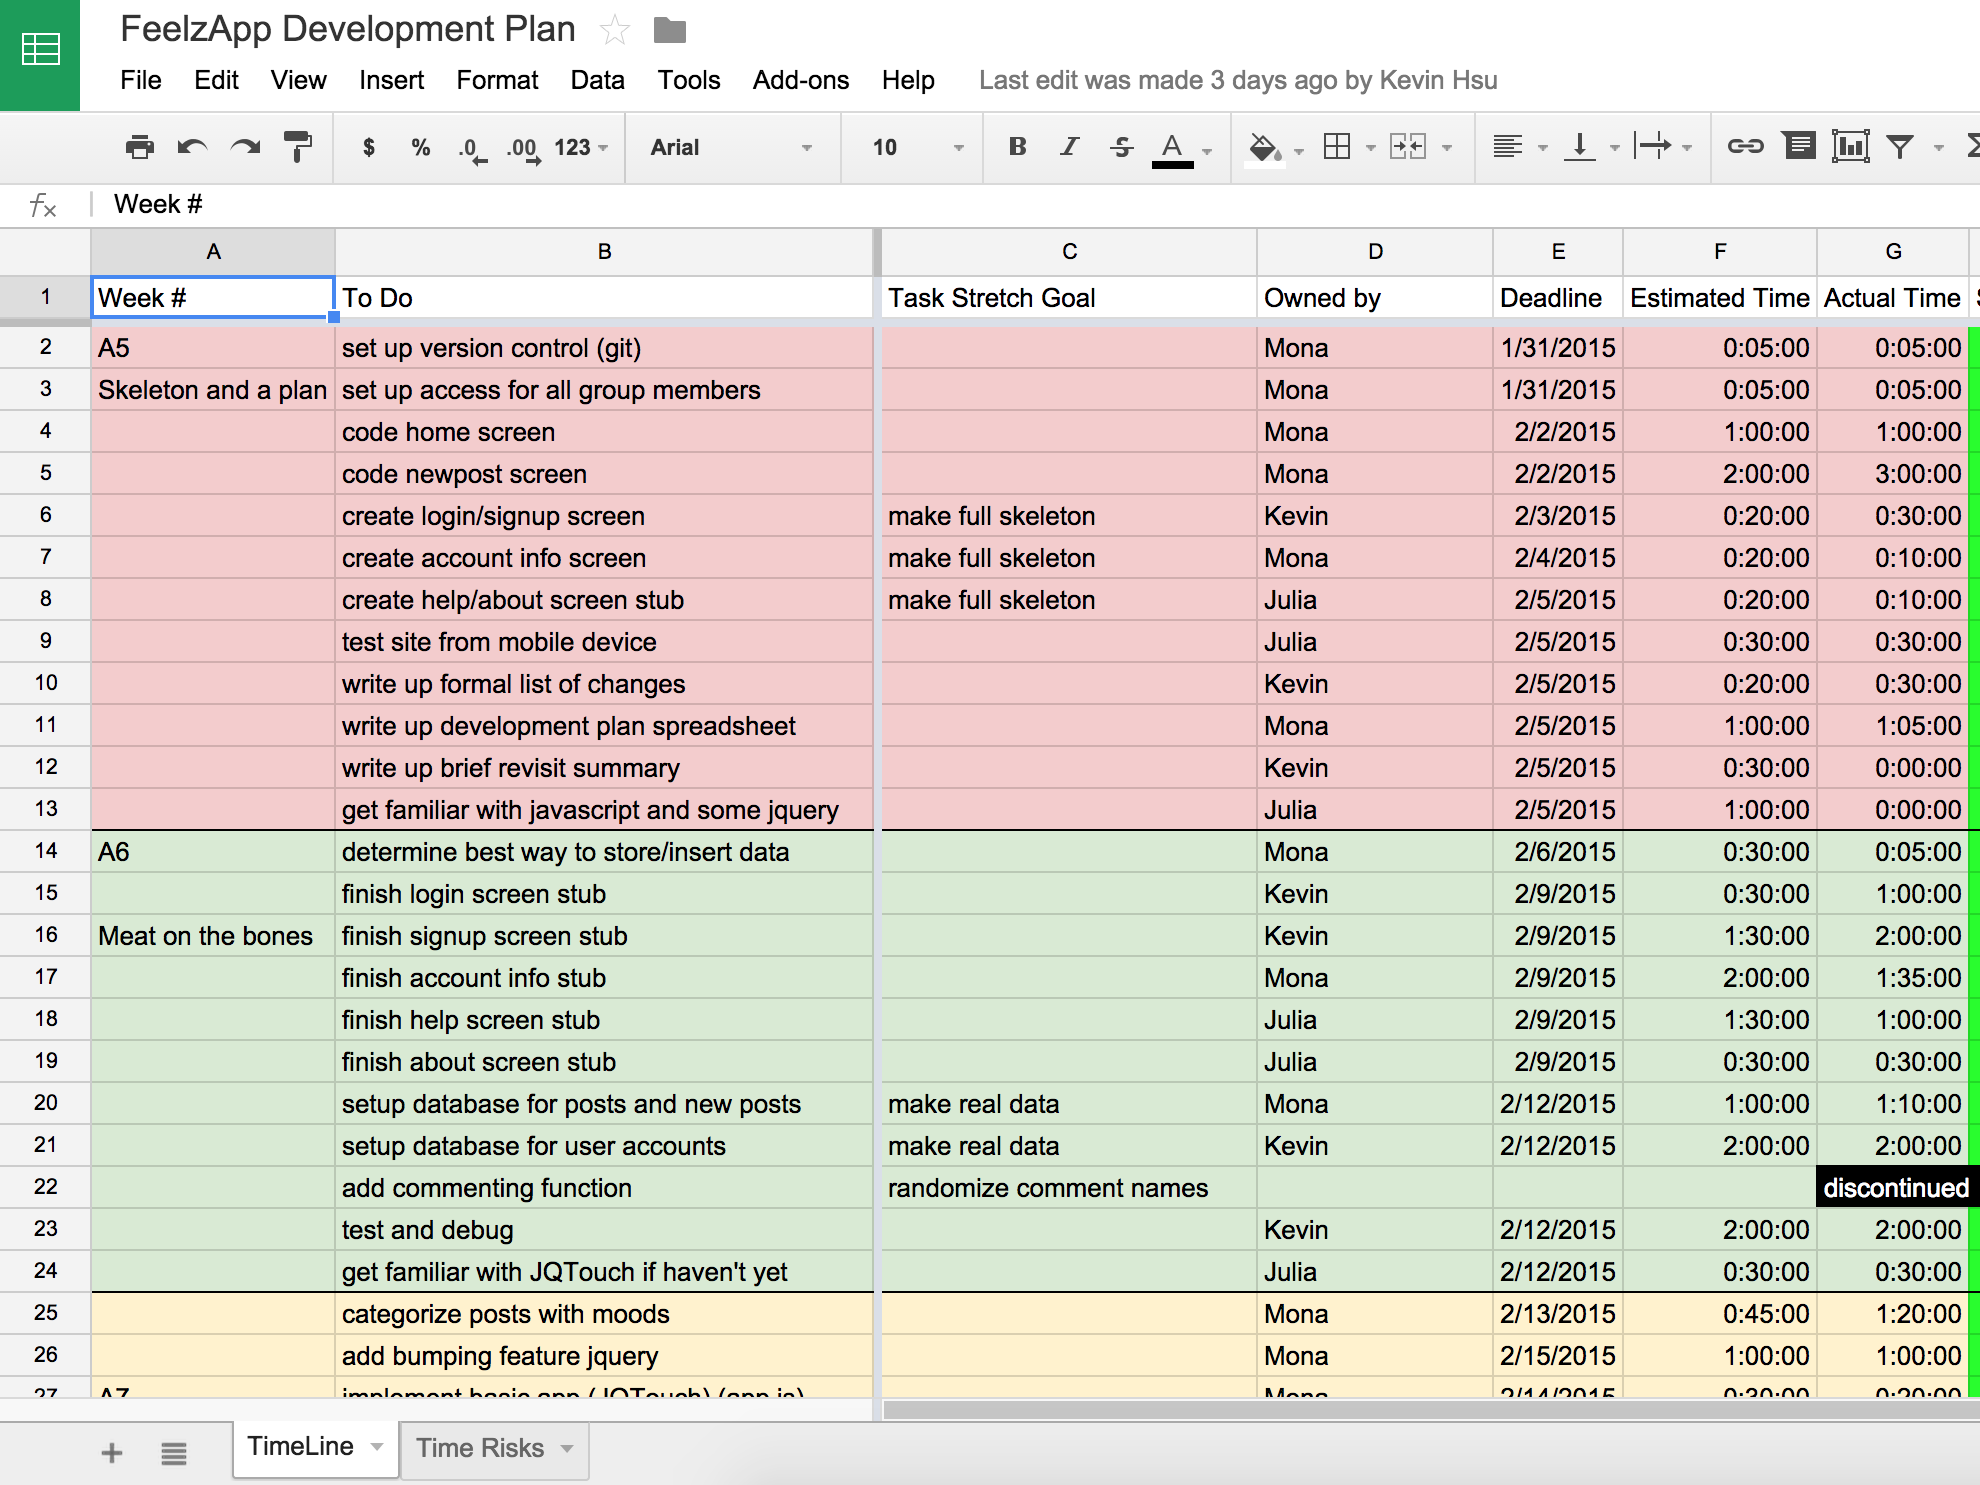 FeelzApp Development Plan
File Edit View Insert Format Data Tools Add-ons Help Last edit was made 3 days ago by Kevin Hsu
$ % .0 .00 123 Arial 10 B I S A
fx Week #
A B C D E F G
1 Week # To Do Task Stretch Goal Owned by Deadline Estimated Time Actual Time
2 A5 set up version control (git) Mona 1/31/2015 0:05:00 0:05:00
3 Skeleton and a plan set up access for all group members Mona 1/31/2015 0:05:00 0:05:00
4 code home screen Mona 2/2/2015 1:00:00 1:00:00
5 code newpost screen Mona 2/2/2015 2:00:00 3:00:00
6 create login/signup screen make full skeleton Kevin 2/3/2015 0:20:00 0:30:00
7 create account info screen make full skeleton Mona 2/4/2015 0:20:00 0:10:00
8 create help/about screen stub make full skeleton Julia 2/5/2015 0:20:00 0:10:00
9 test site from mobile device Julia 2/5/2015 0:30:00 0:30:00
10 write up formal list of changes Kevin 2/5/2015 0:20:00 0:30:00
11 write up development plan spreadsheet Mona 2/5/2015 1:00:00 1:05:00
12 write up brief revisit summary Kevin 2/5/2015 0:30:00 0:00:00
13 get familiar with javascript and some jquery Julia 2/5/2015 1:00:00 0:00:00
14 A6 determine best way to store/insert data Mona 2/6/2015 0:30:00 0:05:00
15 finish login screen stub Kevin 2/9/2015 0:30:00 1:00:00
16 Meat on the bones finish signup screen stub Kevin 2/9/2015 1:30:00 2:00:00
17 finish account info stub Mona 2/9/2015 2:00:00 1:35:00
18 finish help screen stub Julia 2/9/2015 1:30:00 1:00:00
19 finish about screen stub Julia 2/9/2015 0:30:00 0:30:00
20 setup database for posts and new posts make real data Mona 2/12/2015 1:00:00 1:10:00
21 setup database for user accounts make real data Kevin 2/12/2015 2:00:00 2:00:00
22 add commenting function randomize comment names discontinued
23 test and debug Kevin 2/12/2015 2:00:00 2:00:00
24 get familiar with JQTouch if haven't yet Julia 2/12/2015 0:30:00 0:30:00
25 categorize posts with moods Mona 2/13/2015 0:45:00 1:20:00
26 add bumping feature jquery Mona 2/15/2015 1:00:00 1:00:00
27 A7 implement basic app (JQTouch) (app.js) Mona 2/14/2015 0:30:00 0:20:00
TimeLine Time Risks